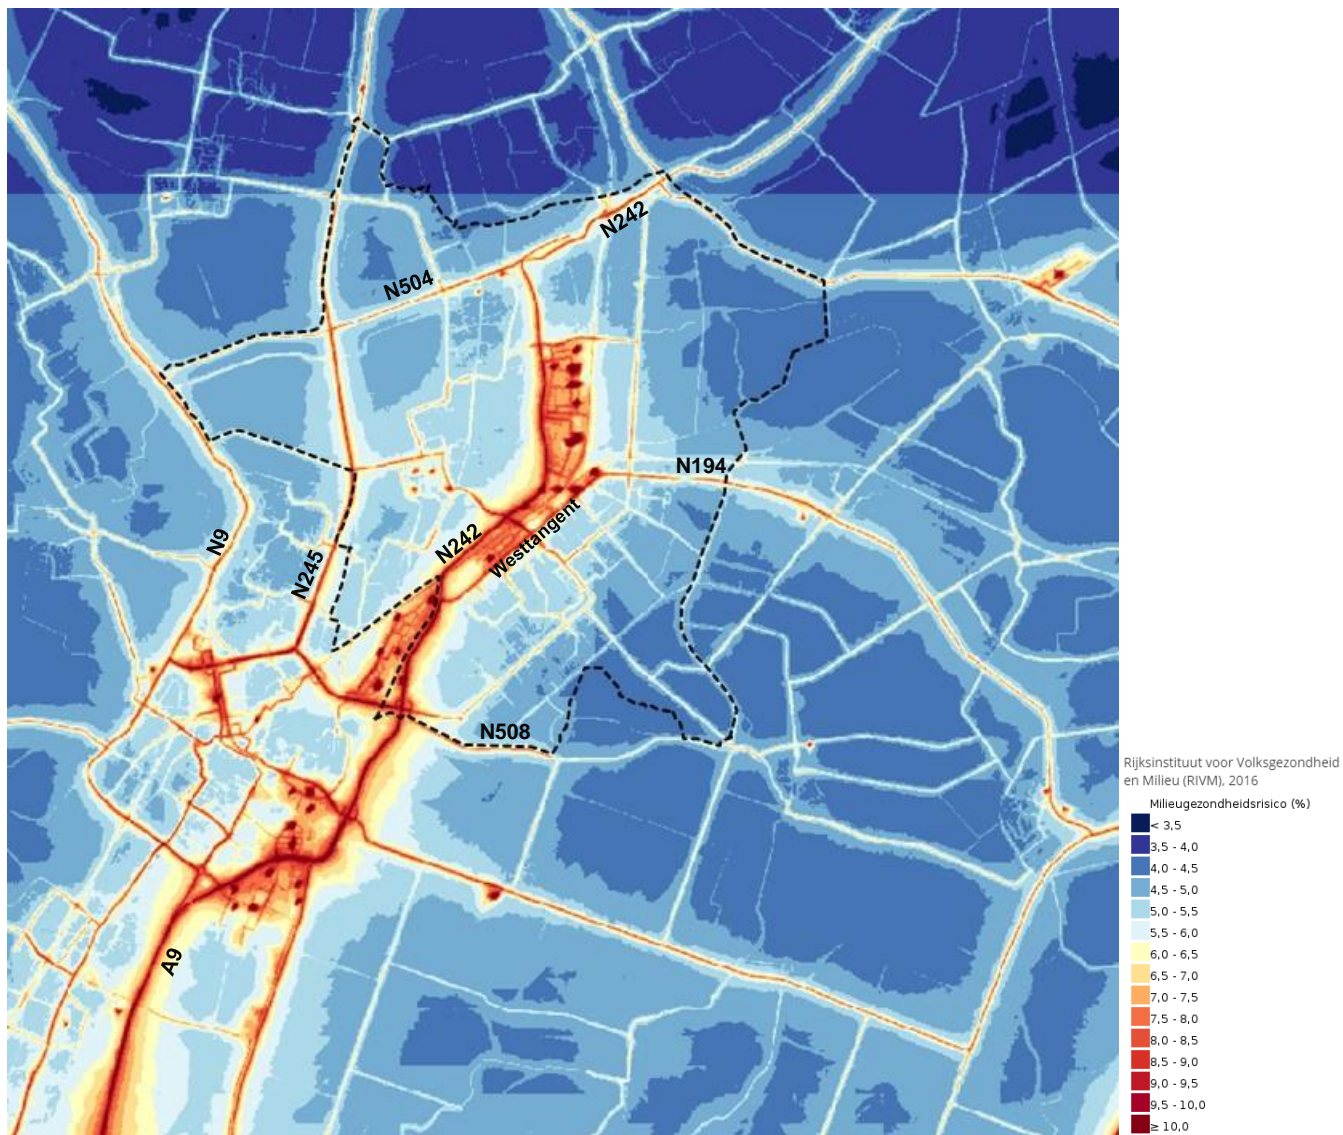 N242
N504
N194
N242
Westtangent
N9
N245
N508
A9
Rijksinstituut voor Volksgezondheid
en Milieu (RIVM), 2016
Milieugezondheidsrisico (%)
< 3,5
3,5 - 4,0
4,0 - 4,5
4,5 - 5,0
5,0 - 5,5
5,5 - 6,0
6,0 - 6,5
6,5 - 7,0
7,0 - 7,5
7,5 - 8,0
8,0 - 8,5
8,5 - 9,0
9,0 - 9,5
9,5 - 10,0
≥ 10,0